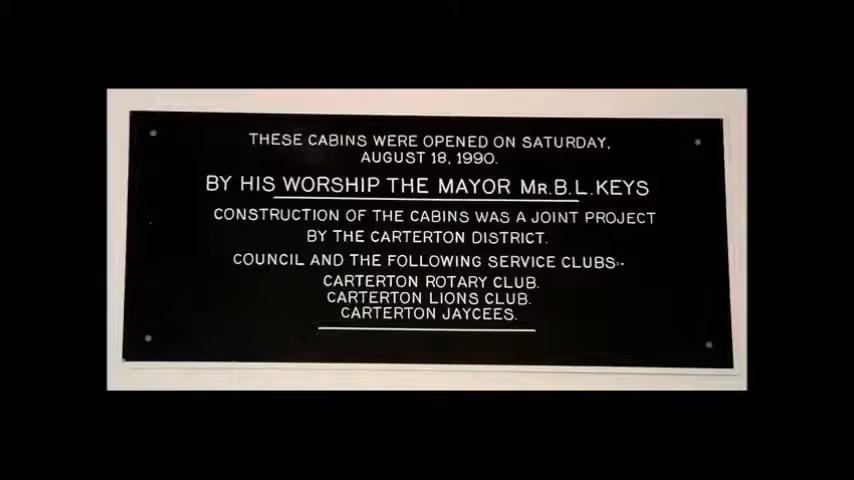 THESE CABINS WERE OPENED ON SATURDAY,
AUGUST 18, 1990.
BY HIS WORSHIP THE MAYOR MR. B.L. KEYS
CONSTRUCTION OF THE CABINS WAS A JOINT PROJECT
BY THE CARTERTON DISTRICT.
COUNCIL AND THE FOLLOWING SERVICE CLUBS:-
CARTERTON ROTARY CLUB.
CARTERTON LIONS CLUB.
CARTERTON JAYCEES.